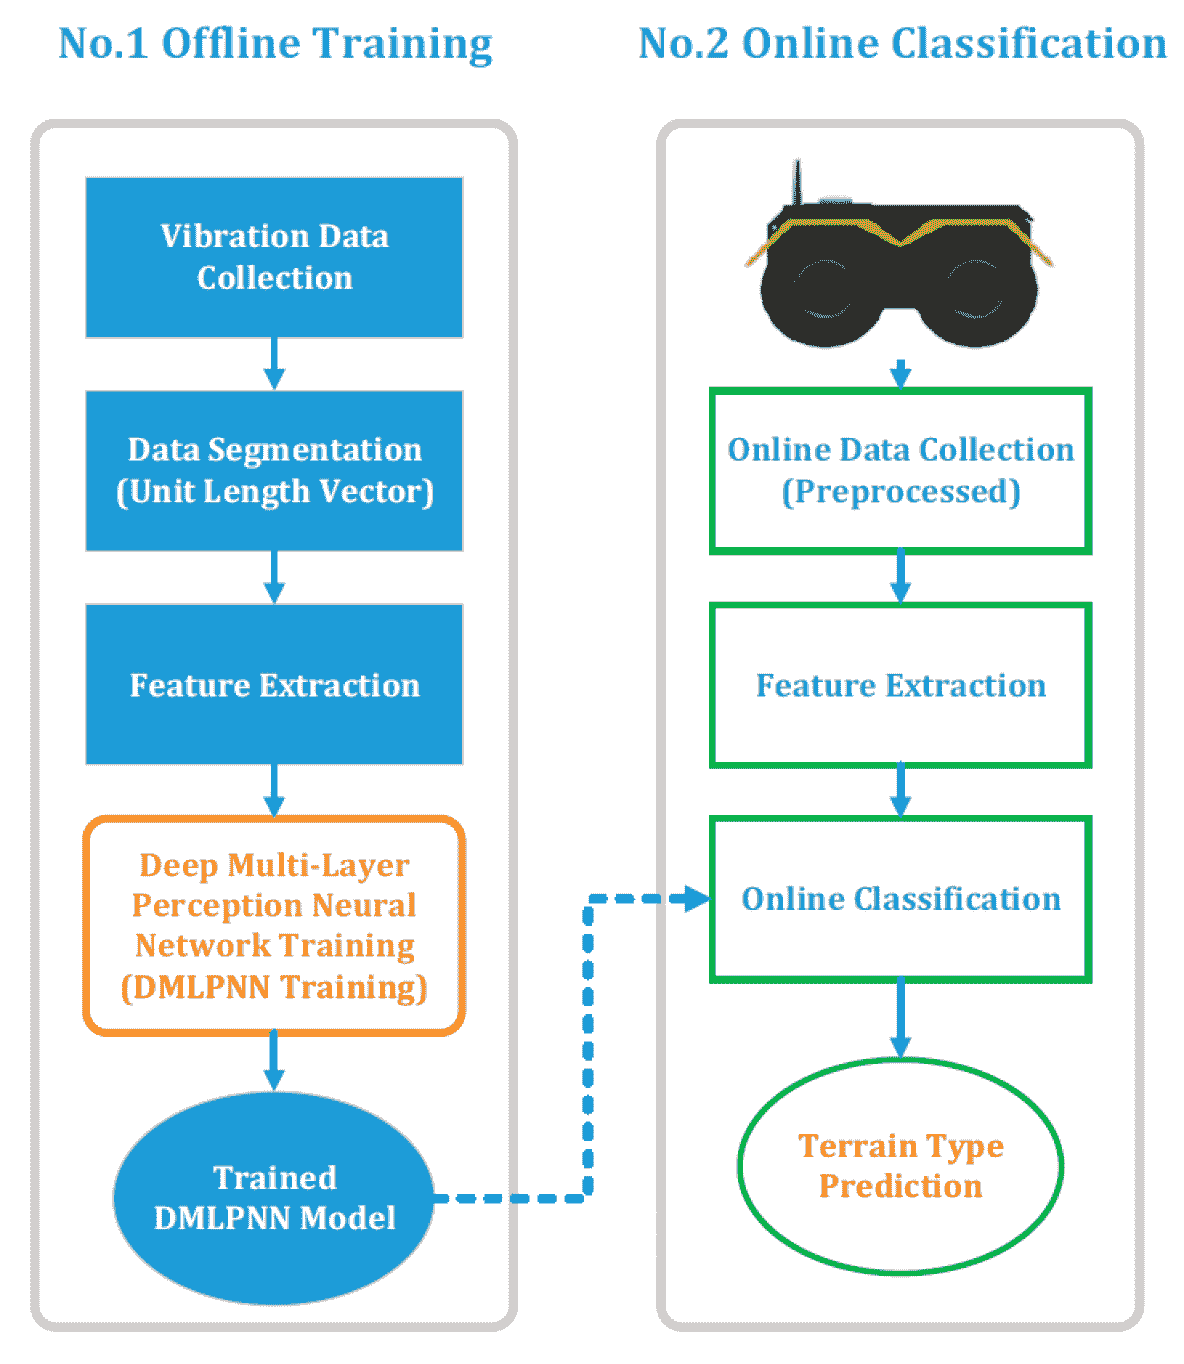 No.1 Offline Training
Vibration Data
Collection
Data Segmentation
(Unit Length Vector)
Feature Extraction
Deep Multi-Layer
Perception Neural
Network Training
(DMLPNN Training)
Trained
DMLPNN Model
No.2 Online Classification
Online Data Collection
(Preprocessed)
Feature Extraction
Online Classification
Terrain Type
Prediction